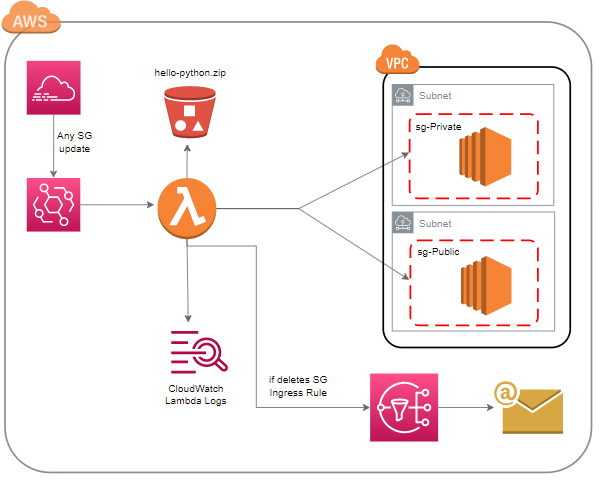 AWS
hello-python.zip
VPC
Subnet
sg-Private
Any SG
update
Subnet
sg-Public
CloudWatch
Lambda Logs
if deletes SG
Ingress Rule
@